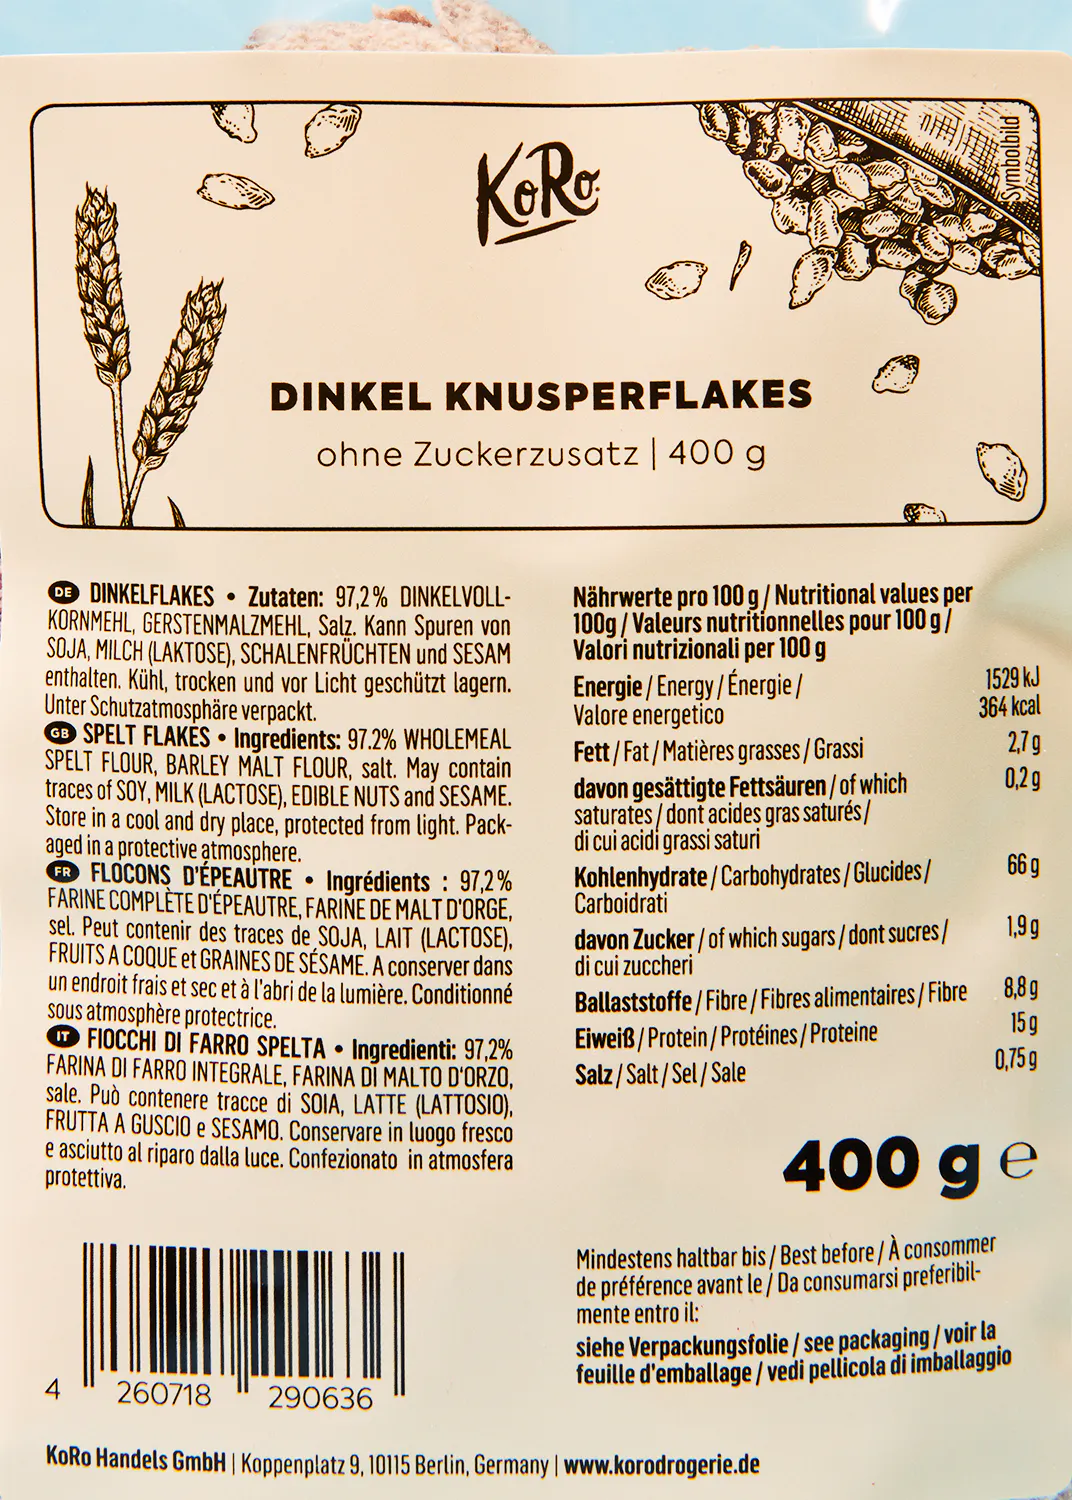 KoRo
Symbolbild
DINKEL KNUSPERFLAKES
ohne Zuckerzusatz | 400 g
DE DINKELFLAKES • Zutaten: 97,2% DINKELVOLL-
KORNMEHL, GERSTENMALZMEHL, Salz. Kann Spuren von
SOJA, MILCH (LAKTOSE), SCHALENFRÜCHTEN und SESAM
enthalten. Kühl, trocken und vor Licht geschützt lagern.
Unter Schutzatmosphäre verpackt.
GB SPELT FLAKES • Ingredients: 97.2% WHOLEMEAL
SPELT FLOUR, BARLEY MALT FLOUR, salt. May contain
traces of SOY, MILK (LACTOSE), EDIBLE NUTS and SESAME.
Store in a cool and dry place, protected from light. Pack-
aged in a protective atmosphere.
FR FLOCONS D'ÉPEAUTRE • Ingrédients : 97,2%
FARINE COMPLÈTE D'ÉPEAUTRE, FARINE DE MALT D'ORGE,
sel. Peut contenir des traces de SOJA, LAIT (LACTOSE),
FRUITS A COQUE et GRAINES DE SÉSAME. A conserver dans
un endroit frais et sec et à l'abri de la lumière. Conditionné
sous atmosphère protectrice.
IT FIOCCHI DI FARRO SPELTA • Ingredienti: 97,2%
FARINA DI FARRO INTEGRALE, FARINA DI MALTO D'ORZO,
sale. Può contenere tracce di SOIA, LATTE (LATTOSIO),
FRUTTA A GUSCIO e SESAMO. Conservare in luogo fresco
e asciutto al riparo dalla luce. Confezionato in atmosfera
protettiva.
Nährwerte pro 100 g / Nutritional values per
100g / Valeurs nutritionnelles pour 100 g /
Valori nutrizionali per 100 g
Energie / Energy / Énergie / 1529 kJ
Valore energetico 364 kcal
Fett / Fat / Matières grasses / Grassi 2,7 g
davon gesättigte Fettsäuren / of which 0,2 g
saturates / dont acides gras saturés /
di cui acidi grassi saturi
Kohlenhydrate / Carbohydrates / Glucides / 66 g
Carboidrati
davon Zucker / of which sugars / dont sucres / 1,9 g
di cui zuccheri
Ballaststoffe / Fibre / Fibres alimentaires / Fibre 8,8 g
Eiweiß / Protein / Protéines / Proteine 15 g
Salz / Salt / Sel / Sale 0,75 g
400 g e
Mindestens haltbar bis / Best before / À consommer
de préférence avant le / Da consumarsi preferibil-
mente entro il:
siehe Verpackungsfolie / see packaging / voir la
feuille d'emballage / vedi pellicola di imballaggio
4 260718 290636
KoRo Handels GmbH | Koppenplatz 9, 10115 Berlin, Germany | www.korodrogerie.de